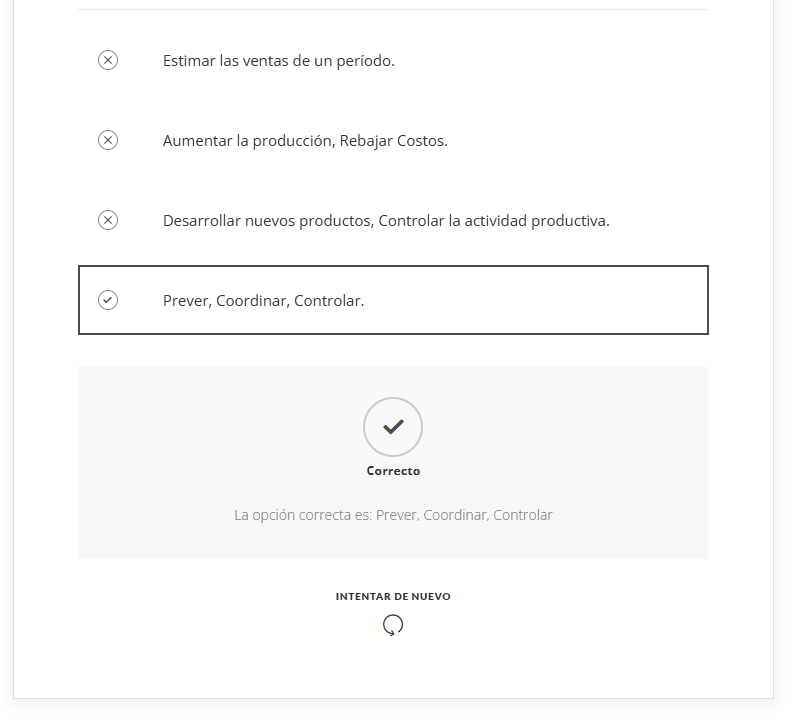 Estimar las ventas de un período.
Aumentar la producción, Rebajar Costos.
Desarrollar nuevos productos, Controlar la actividad productiva.
Prever, Coordinar, Controlar.
Correcto
La opción correcta es: Prever, Coordinar, Controlar
INTENTAR DE NUEVO